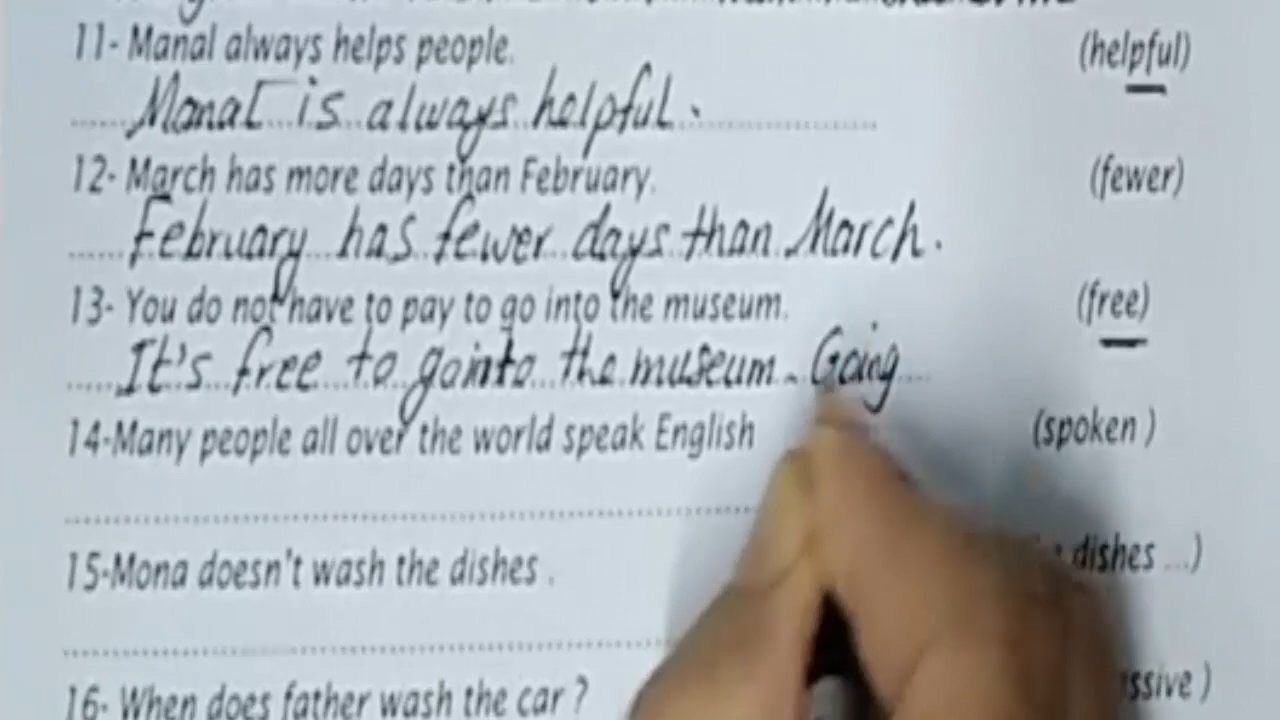 11- Manal always helps people. (helpful)
Manal is always helpful.
12- March has more days than February. (fewer)
February has fewer days than March.
13- You do not have to pay to go into the museum. (free)
It's free to go into the museum. Going
14-Many people all over the world speak English (spoken )
15-Mona doesn't wash the dishes . dishes ...)
16- When does father wash the car ? ssive )